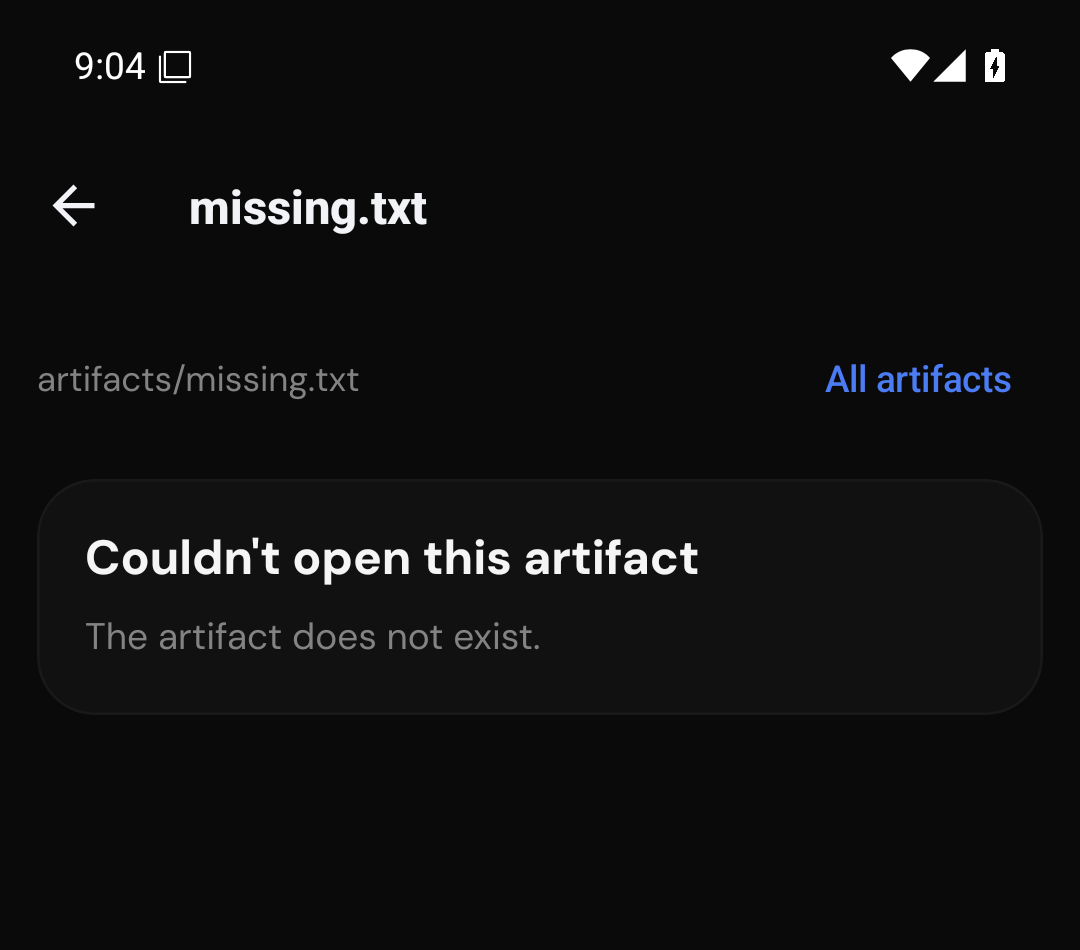 9:04
missing.txt
artifacts/missing.txt
All artifacts
Couldn't open this artifact
The artifact does not exist.